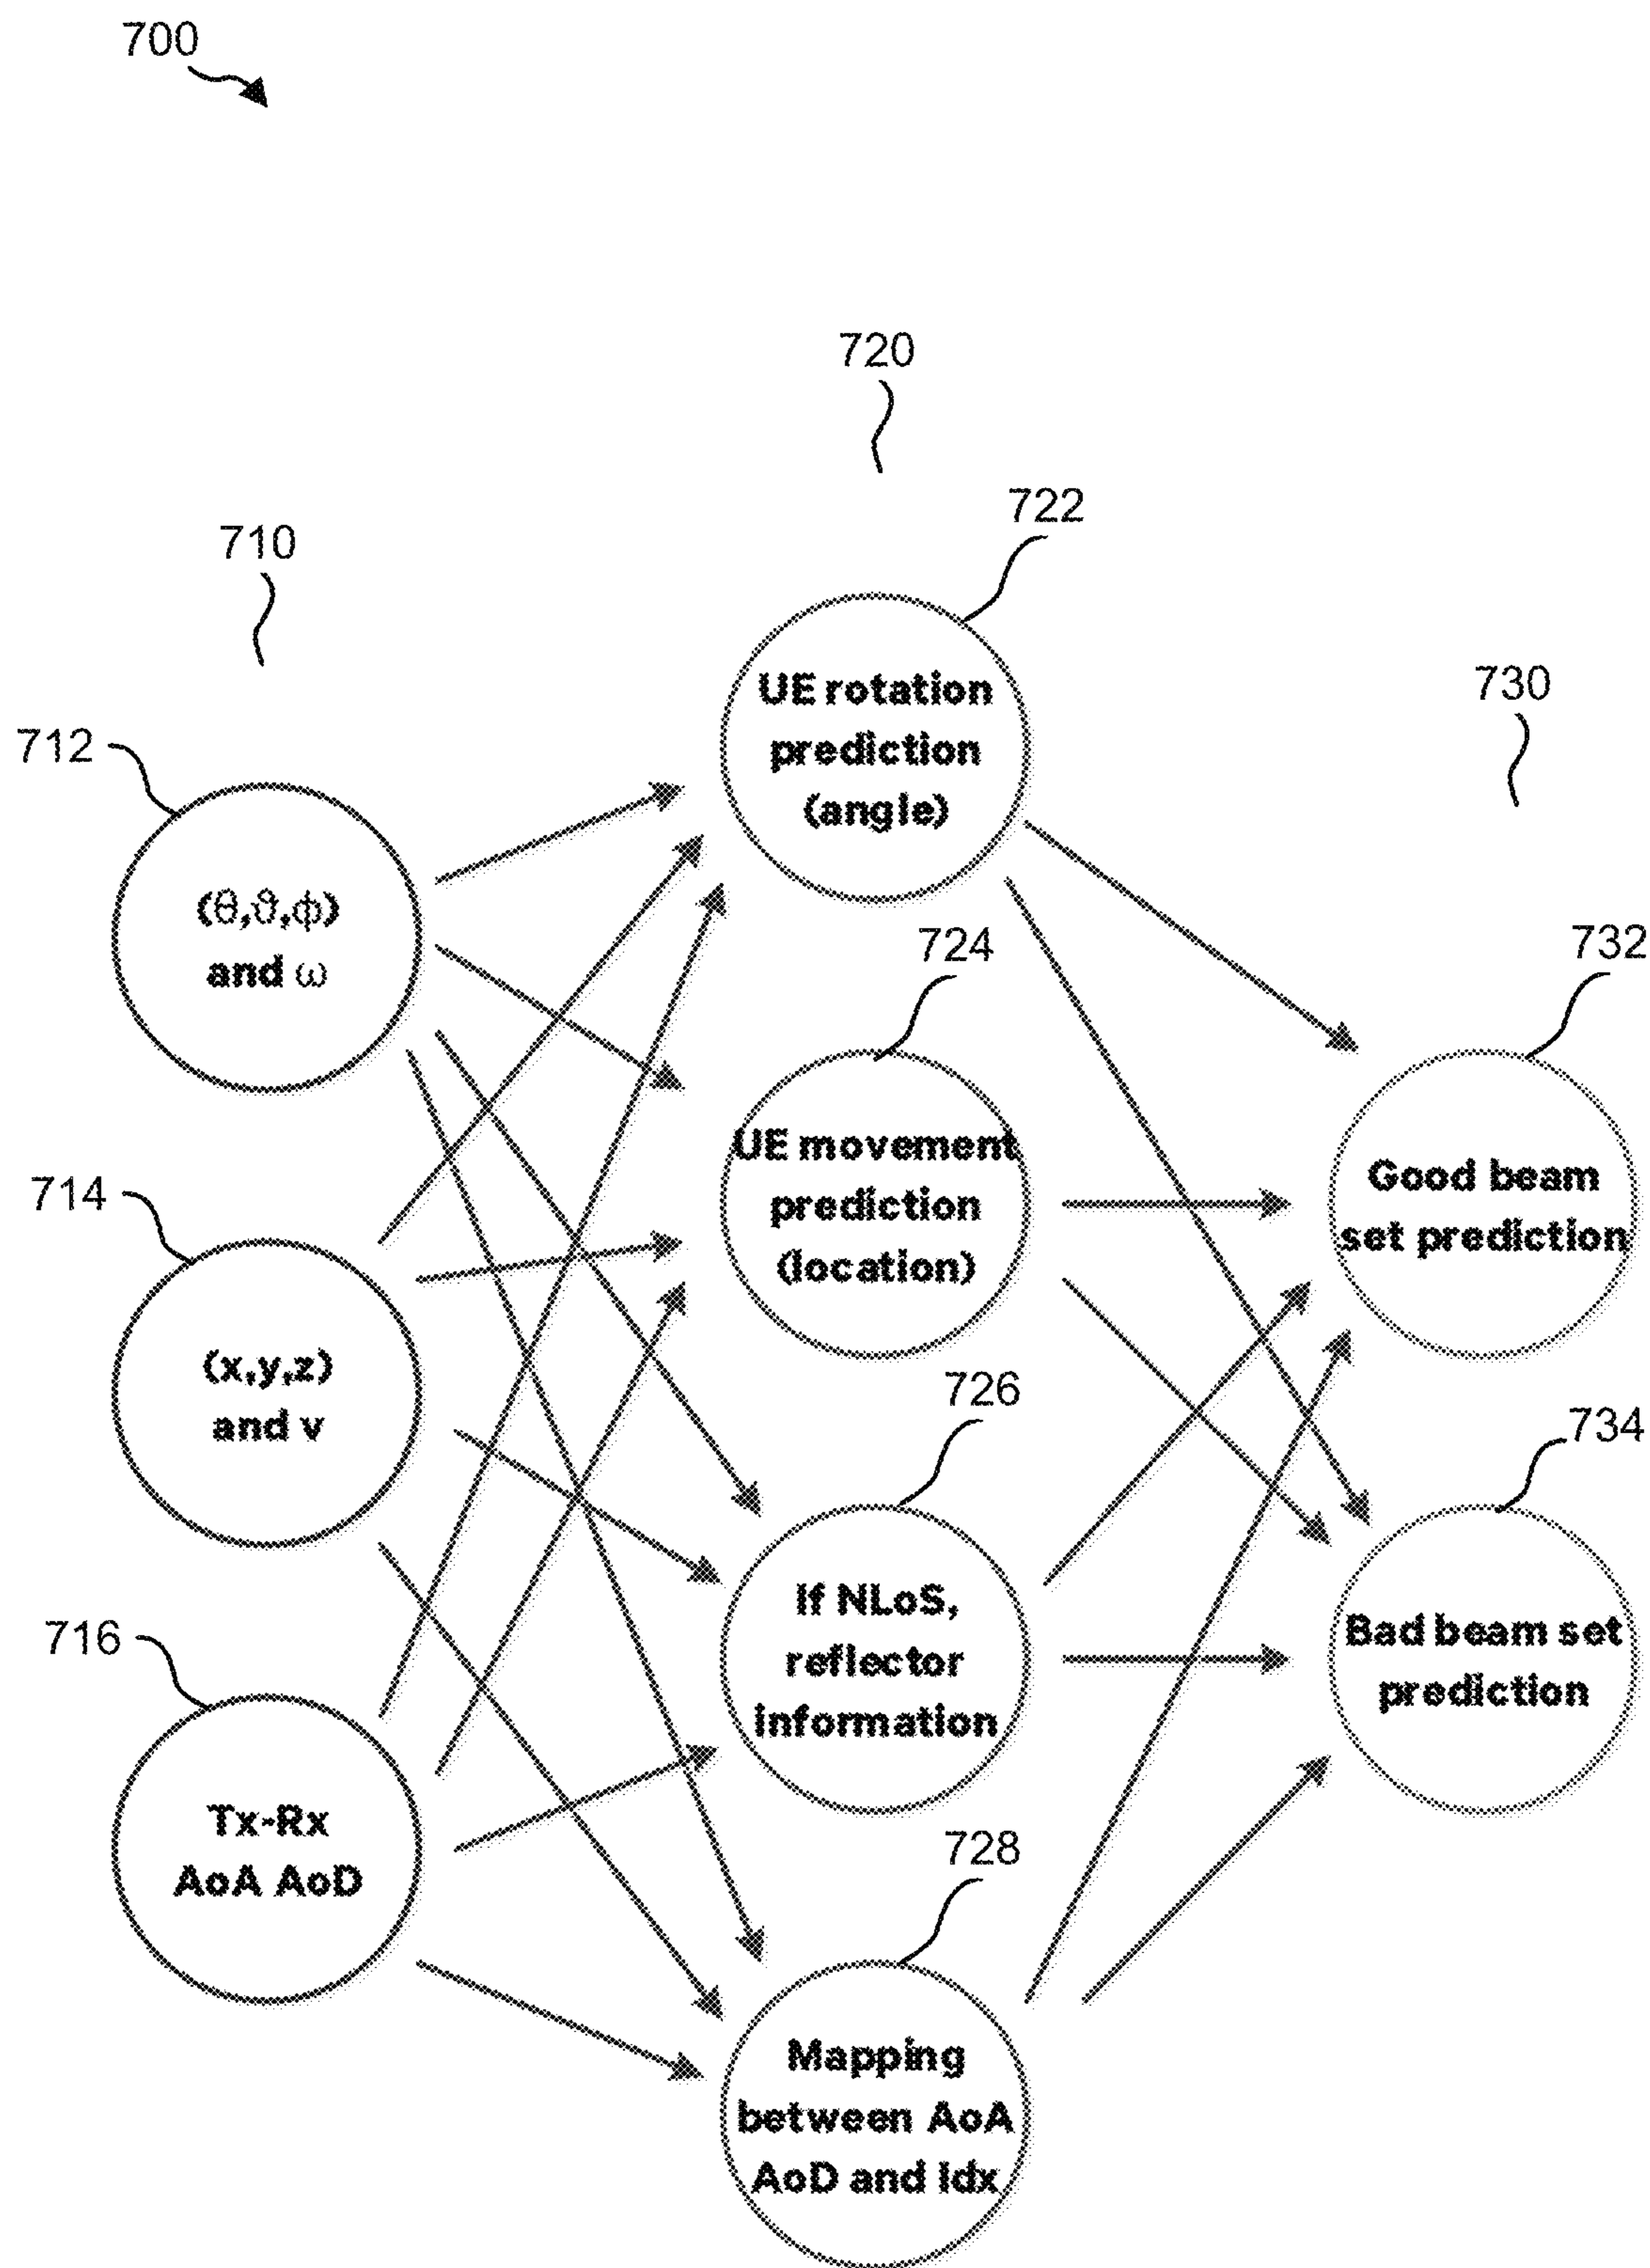 700
720
722
710
730
712
UE rotation
prediction
(angle)
(θ,ϑ,ϕ)
and ω
724
732
UE movement
prediction
(location)
Good beam
set prediction
714
(x,y,z)
and v
726
734
If NLoS,
reflector
information
Bad beam set
prediction
716
Tx-Rx
AoA AoD
728
Mapping
between AoA
AoD and Idx